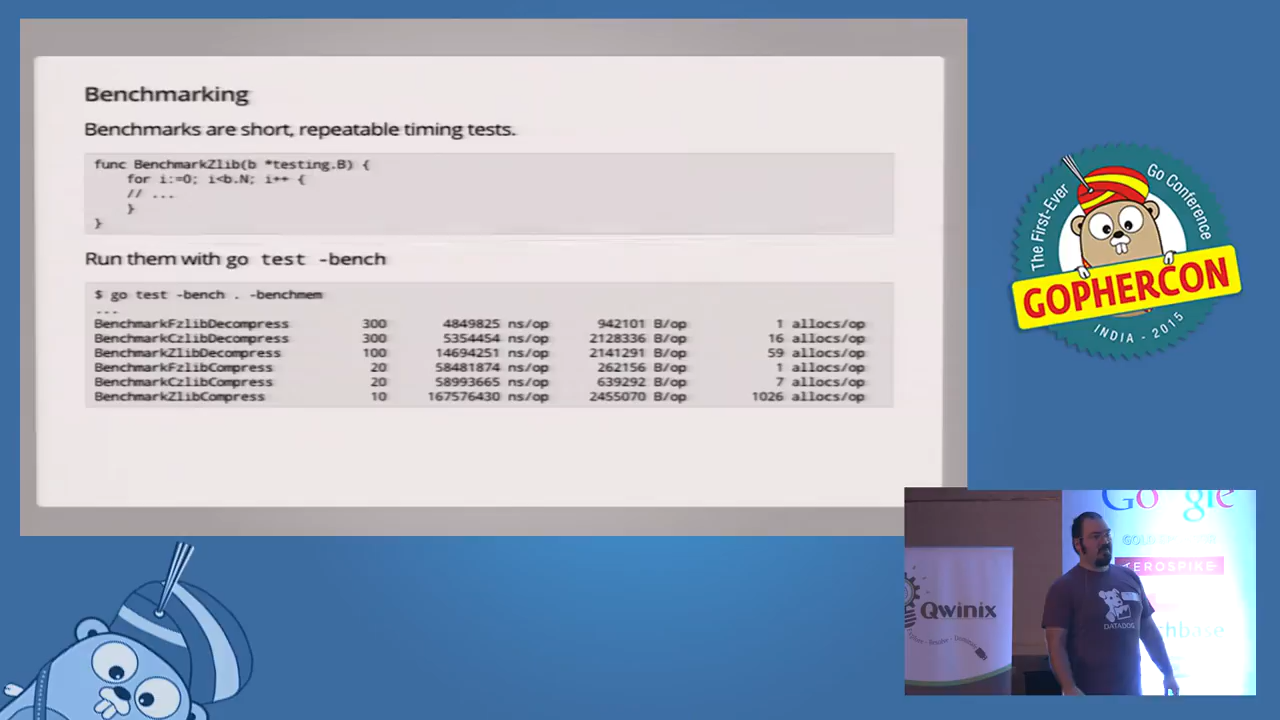 Benchmarking
Benchmarks are short, repeatable timing tests.
func BenchmarkZlib(b *testing.B) {
for i:=0; i<b.N; i++ {
// ...
}
}
Run them with go test -bench
$ go test -bench . -benchmem
...
BenchmarkFzlibDecompress 300 4849825 ns/op 942101 B/op 1 allocs/op
BenchmarkCzlibDecompress 300 5354454 ns/op 2128336 B/op 16 allocs/op
BenchmarkZlibDecompress 100 14694251 ns/op 2141291 B/op 59 allocs/op
BenchmarkFzlibCompress 20 58481874 ns/op 262156 B/op 1 allocs/op
BenchmarkCzlibCompress 20 58993665 ns/op 639292 B/op 7 allocs/op
BenchmarkZlibCompress 10 167576430 ns/op 2455070 B/op 1026 allocs/op
The First-Ever Go Conference
GOPHERCON
INDIA - 2015
Google
Qwinix
DATADOG